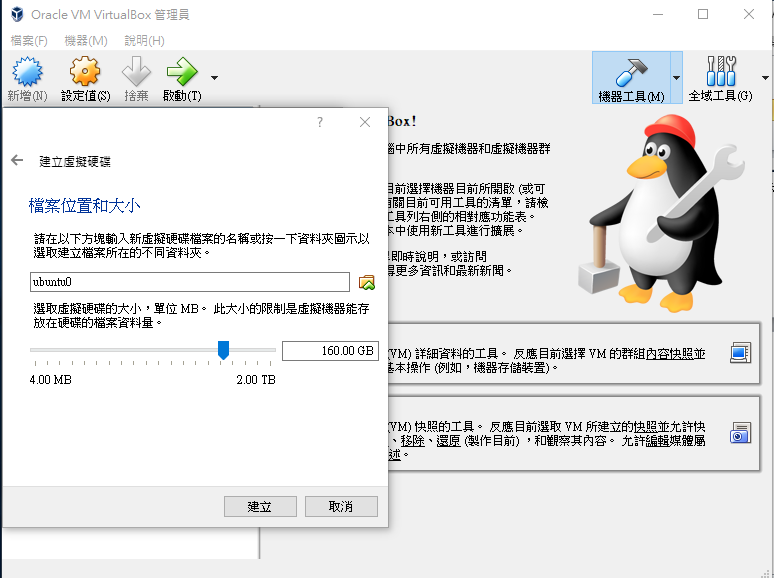 Oracle VM VirtualBox 管理員
檔案(F) 機器(M) 說明(H)
新增(N) 設定值(S) 捨棄 啟動(T) 機器工具(M) 全域工具(G)
?
建立虛擬硬碟
檔案位置和大小
請在以下方塊輸入新虛擬硬碟檔案的名稱或按一下資料夾圖示以
選取建立檔案所在的不同資料夾。
ubuntu0
選取虛擬硬碟的大小，單位 MB。 此大小的限制是虛擬機器能存
放在硬碟的檔案資料量。
160.00 GB
4.00 MB 2.00 TB
建立 取消
Box!
中所有虛擬機器和虛擬機器群
目前選擇機器目前所開啟 (或可
關目前可用工具的清單，請檢
工具列右側的相對應功能表。
本中使用新工具進行擴展。
即時說明，或訪問
得更多資訊和最新新聞。
(VM) 詳細資料的工具。 反應目前選擇 VM 的群組內容快照並
基本操作 (例如，機器存儲裝置)。
(VM) 快照的工具。 反應目前選取 VM 所建立的快照並允許快
、移除、還原 (製作目前) ，和觀察其內容。 允許編輯媒體屬
述。